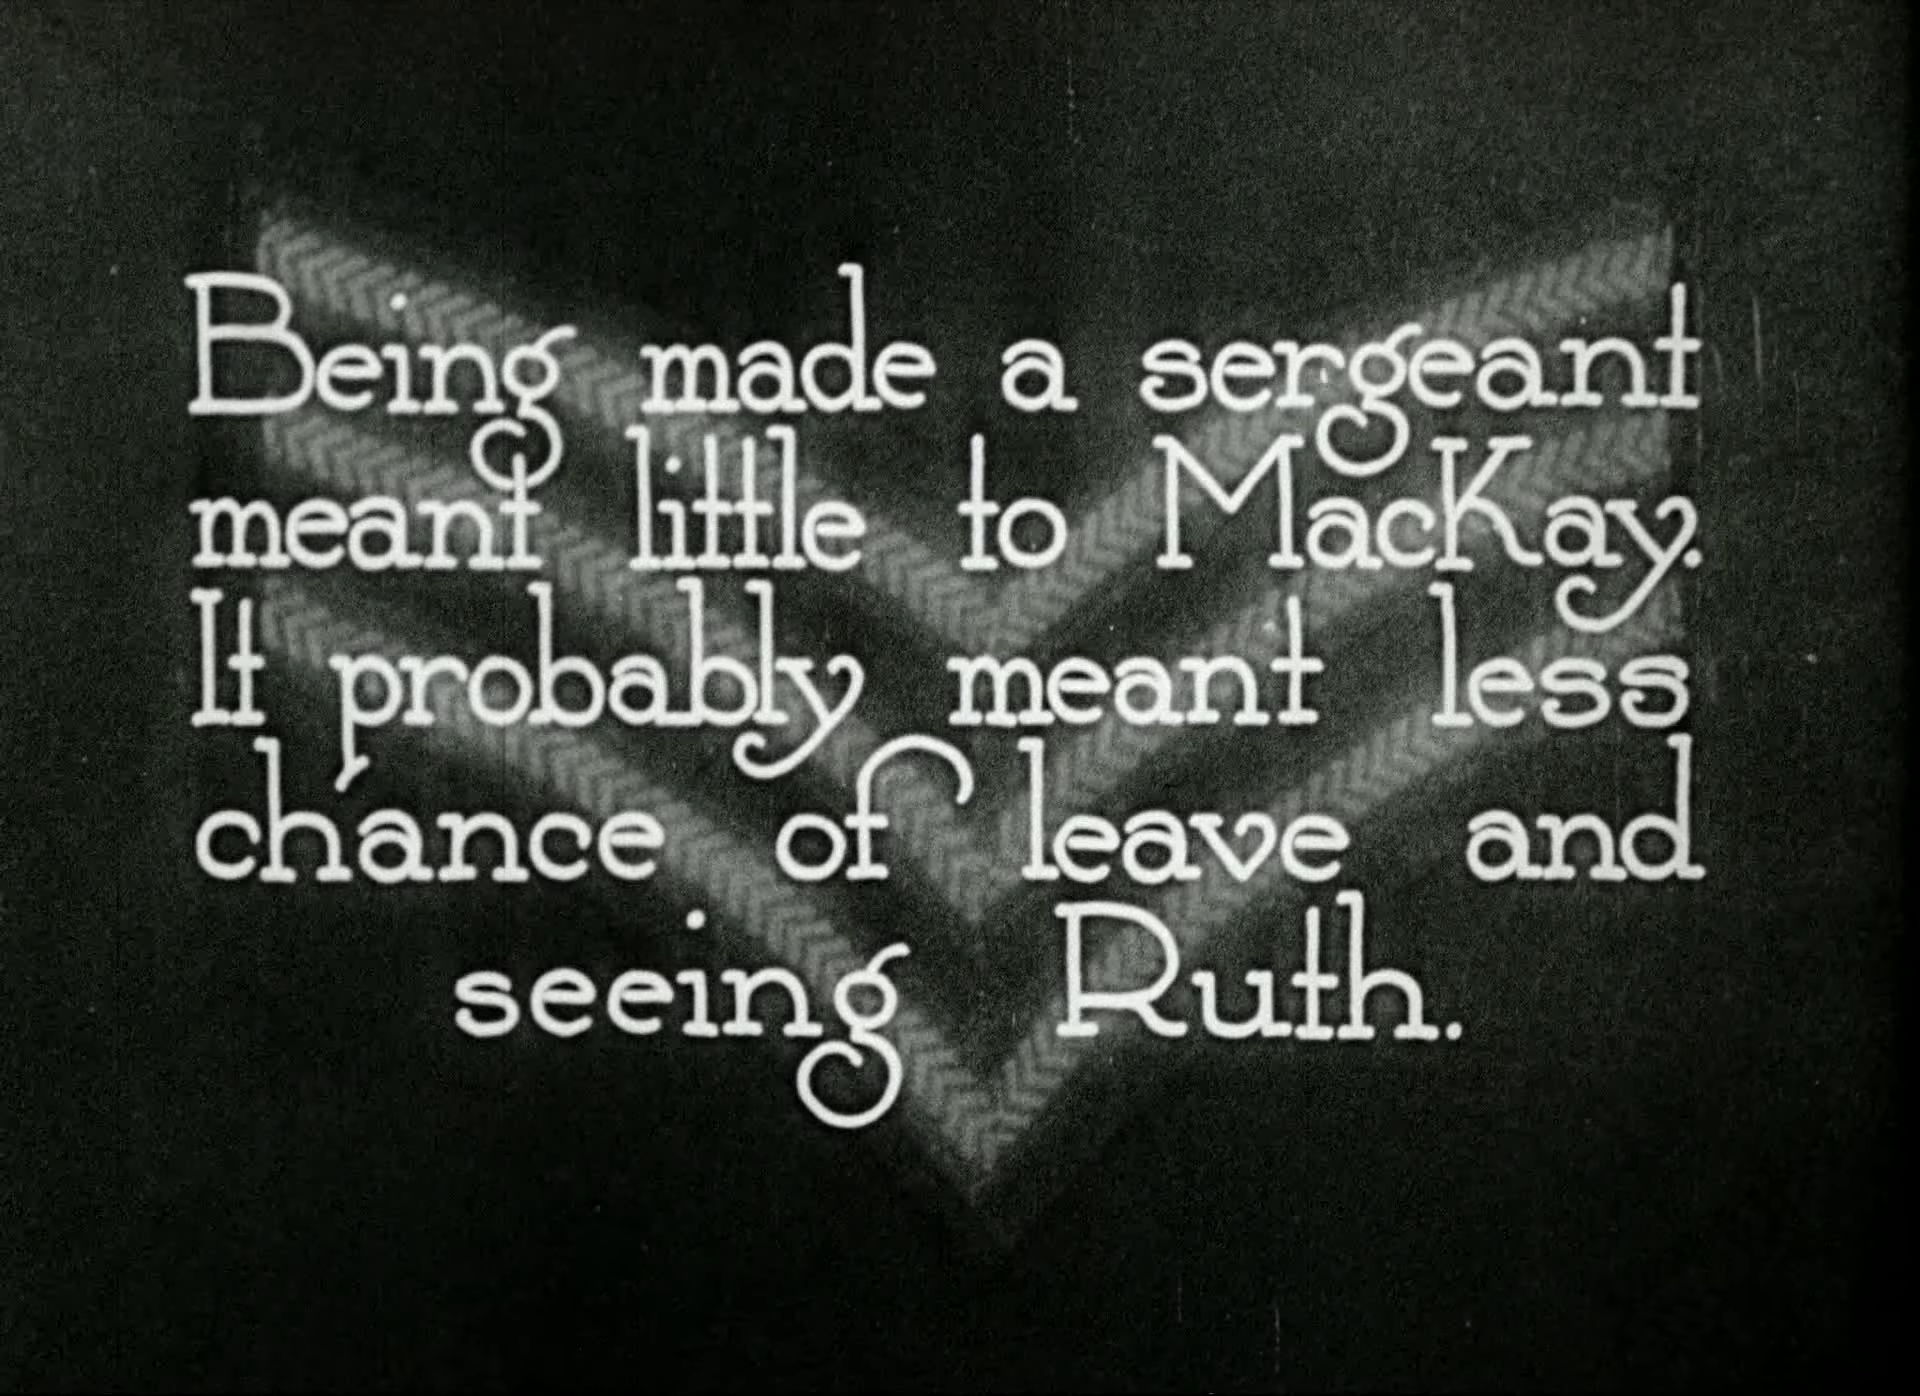 Being made a sergeant
meant little to MacKay.
It probably meant less
chance of leave and
seeing Ruth.